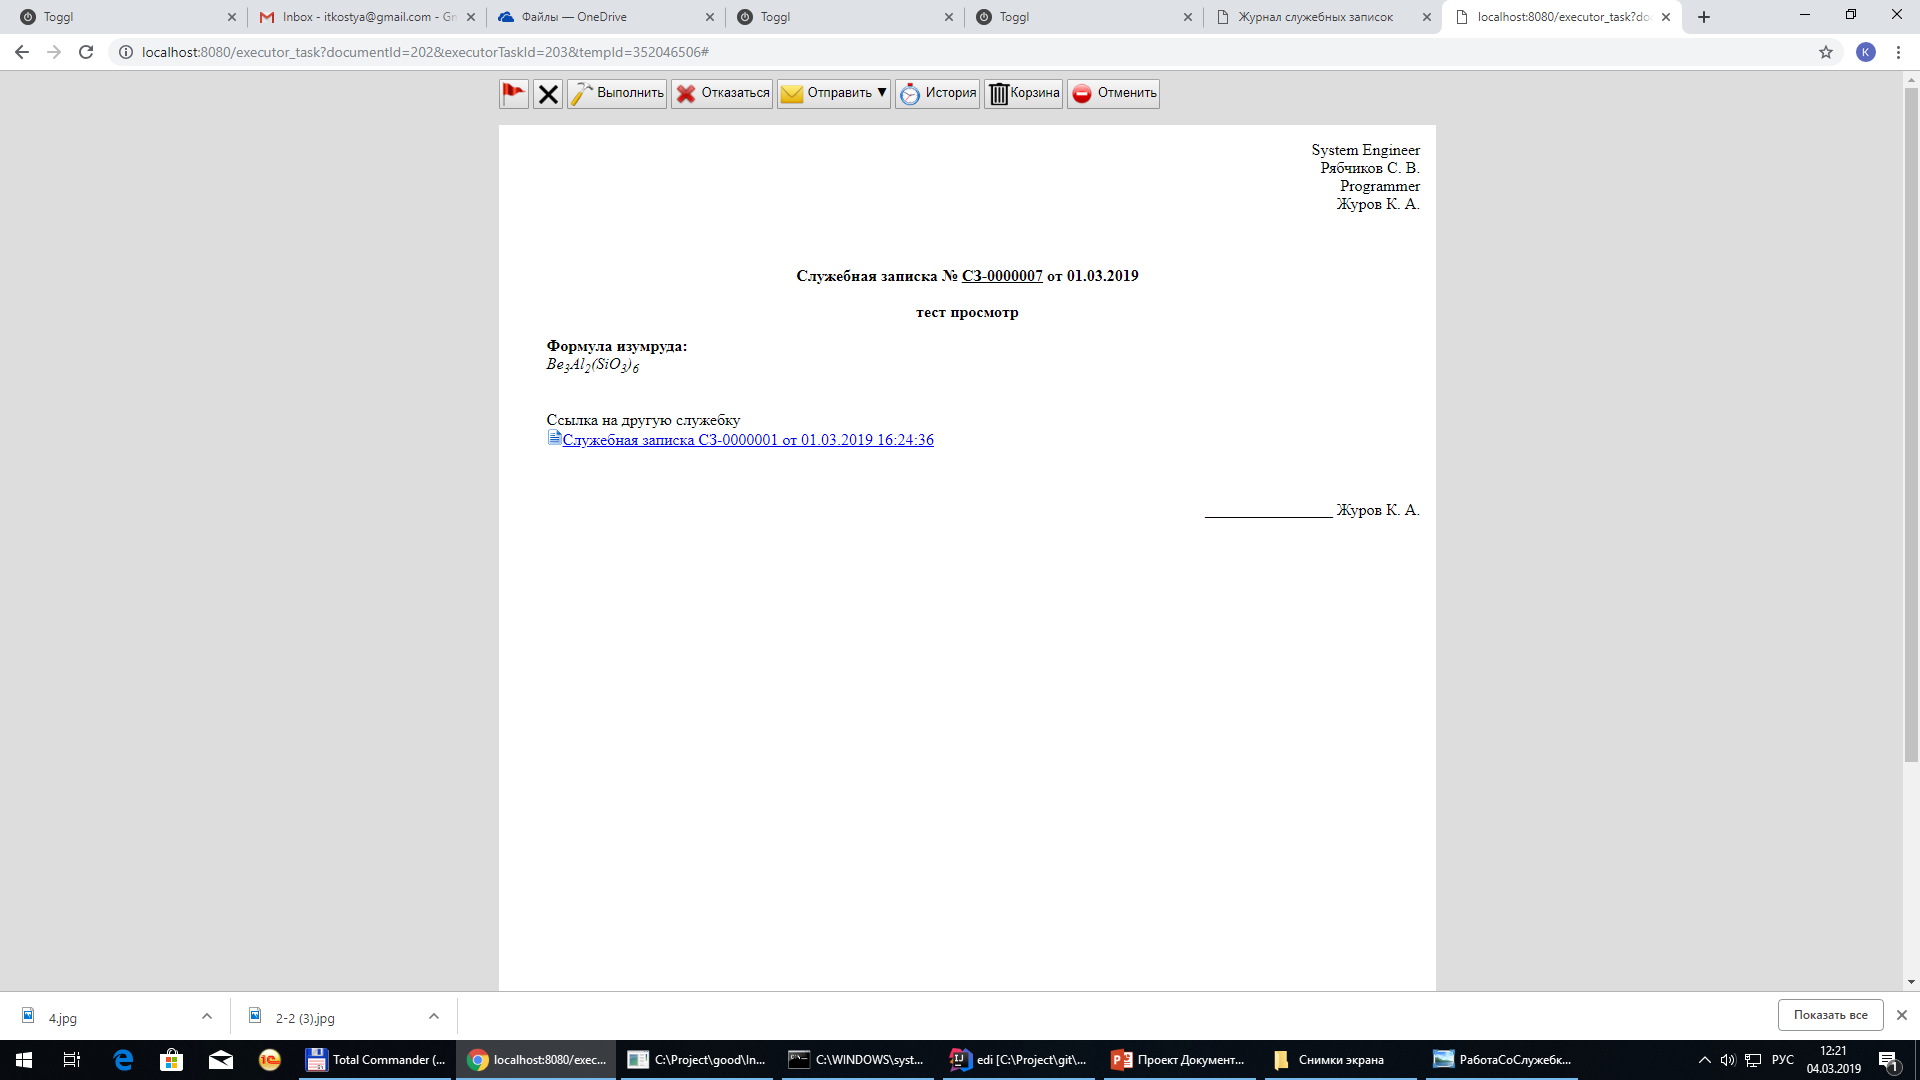 Toggl
Inbox - itkostya@gmail.com - Gm
Файлы — OneDrive
Toggl
Toggl
Журнал служебных записок
localhost:8080/executor_task?do
localhost:8080/executor_task?documentId=202&executorTaskId=203&tempId=352046506#
K
Выполнить
Отказаться
Отправить ▼
История
Корзина
Отменить
System Engineer
Рябчиков С. В.
Programmer
Журов К. А.
Служебная записка № СЗ-0000007 от 01.03.2019
тест просмотр
Формула изумруда:
Be3Al2(SiO3)6
Ссылка на другую служебку
Служебная записка СЗ-0000001 от 01.03.2019 16:24:36
________________ Журов К. А.
4.jpg
2-2 (3).jpg
Показать все
Total Commander (...
localhost:8080/exec...
C:\Project\good\In...
C:\WINDOWS\syst...
edi [C:\Project\git\...
Проект Документ...
Снимки экрана
РаботаСоСлужебк...
РУС
12:21
04.03.2019
1